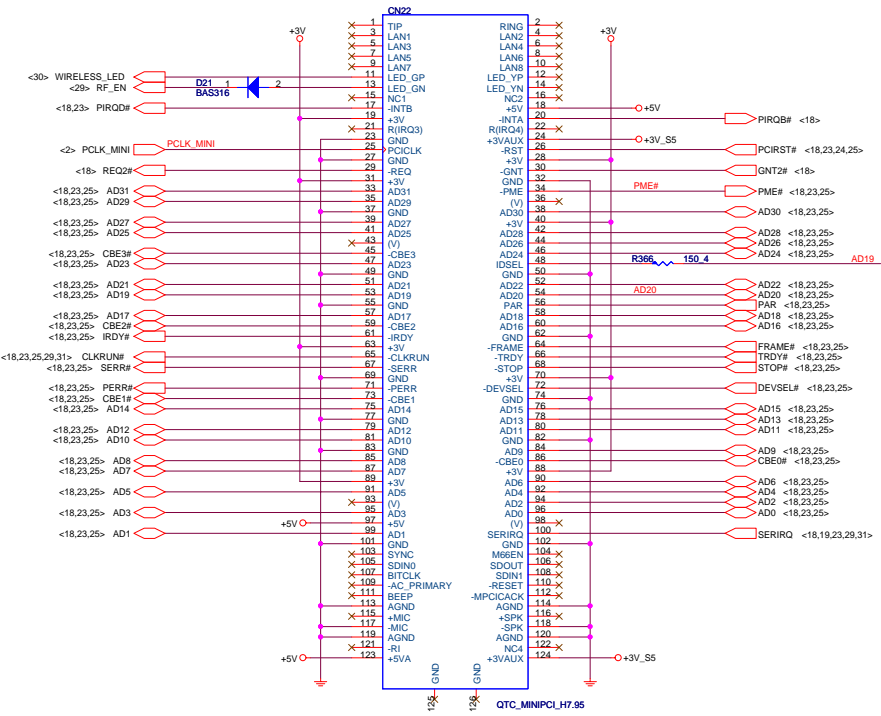 CN22
+3V
+3V
1 TIP RING 2
3 LAN1 LAN2 4
5 LAN3 LAN4 6
7 LAN5 LAN6 8
9 LAN7 LAN8 10
<30> WIRELESS_LED 11 LED_GP LED_YP 12
<29> RF_EN D21 1 2 13 LED_GN LED_YN 14
BAS316
15 NC1 NC2 16
<18,23> PIRQD# 17 -INTB +5V 18 +5V
19 +3V -INTA 20 PIRQB# <18>
21 R(IRQ3) R(IRQ4) 22
23 GND +3VAUX 24 +3V_S5
<2> PCLK_MINI PCLK_MINI 25 PCICLK -RST 26 PCIRST# <18,23,24,25>
27 GND +3V 28
<18> REQ2# 29 -REQ -GNT 30 GNT2# <18>
31 +3V GND 32
<18,23,25> AD31 33 AD31 -PME 34 PME# PME# <18,23,25>
<18,23,25> AD29 35 AD29 (V) 36
37 GND AD30 38 AD30 <18,23,25>
<18,23,25> AD27 39 AD27 +3V 40
<18,23,25> AD25 41 AD25 AD28 42 AD28 <18,23,25>
43 (V) AD26 44 AD26 <18,23,25>
<18,23,25> CBE3# 45 -CBE3 AD24 46 AD24 <18,23,25>
<18,23,25> AD23 47 AD23 IDSEL 48 R366 150_4 AD19
49 GND GND 50
<18,23,25> AD21 51 AD21 AD22 52 AD22 <18,23,25>
<18,23,25> AD19 53 AD19 AD20 54 AD20 AD20 <18,23,25>
55 GND PAR 56 PAR <18,23,25>
<18,23,25> AD17 57 AD17 AD18 58 AD18 <18,23,25>
<18,23,25> CBE2# 59 -CBE2 AD16 60 AD16 <18,23,25>
<18,23,25> IRDY# 61 -IRDY GND 62
63 +3V -FRAME 64 FRAME# <18,23,25>
<18,23,25,29,31> CLKRUN# 65 -CLKRUN -TRDY 66 TRDY# <18,23,25>
<18,23,25> SERR# 67 -SERR -STOP 68 STOP# <18,23,25>
69 GND +3V 70
<18,23,25> PERR# 71 -PERR -DEVSEL 72 DEVSEL# <18,23,25>
<18,23,25> CBE1# 73 -CBE1 GND 74
<18,23,25> AD14 75 AD14 AD15 76 AD15 <18,23,25>
77 GND AD13 78 AD13 <18,23,25>
<18,23,25> AD12 79 AD12 AD11 80 AD11 <18,23,25>
<18,23,25> AD10 81 AD10 GND 82
83 GND AD9 84 AD9 <18,23,25>
<18,23,25> AD8 85 AD8 -CBE0 86 CBE0# <18,23,25>
<18,23,25> AD7 87 AD7 +3V 88
89 +3V AD6 90 AD6 <18,23,25>
<18,23,25> AD5 91 AD5 AD4 92 AD4 <18,23,25>
93 (V) AD2 94 AD2 <18,23,25>
<18,23,25> AD3 95 AD3 AD0 96 AD0 <18,23,25>
+5V 97 +5V (V) 98
<18,23,25> AD1 99 AD1 SERIRQ 100 SERIRQ <18,19,23,29,31>
101 GND GND 102
103 SYNC M66EN 104
105 SDIN0 SDOUT 106
107 BITCLK SDIN1 108
109 -AC_PRIMARY -RESET 110
111 BEEP -MPCICACK 112
113 AGND AGND 114
115 +MIC +SPK 116
117 -MIC -SPK 118
119 AGND AGND 120
121 -RI NC4 122
+5V 123 +5VA +3VAUX 124 +3V_S5
GND GND
125 126
QTC_MINIPCI_H7.95